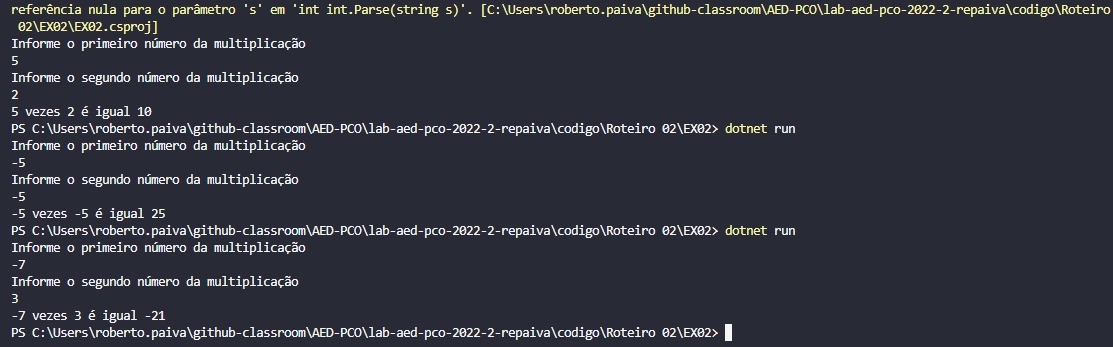 referência nula para o parâmetro 's' em 'int int.Parse(string s)'. [C:\Users\roberto.paiva\github-classroom\AED-PCO\lab-aed-pco-2022-2-repaiva\codigo\Roteiro
02\EX02\EX02.csproj]
Informe o primeiro número da multiplicação
5
Informe o segundo número da multiplicação
2
5 vezes 2 é igual 10
PS C:\Users\roberto.paiva\github-classroom\AED-PCO\lab-aed-pco-2022-2-repaiva\codigo\Roteiro 02\EX02> dotnet run
Informe o primeiro número da multiplicação
-5
Informe o segundo número da multiplicação
-5
-5 vezes -5 é igual 25
PS C:\Users\roberto.paiva\github-classroom\AED-PCO\lab-aed-pco-2022-2-repaiva\codigo\Roteiro 02\EX02> dotnet run
Informe o primeiro número da multiplicação
-7
Informe o segundo número da multiplicação
3
-7 vezes 3 é igual -21
PS C:\Users\roberto.paiva\github-classroom\AED-PCO\lab-aed-pco-2022-2-repaiva\codigo\Roteiro 02\EX02>